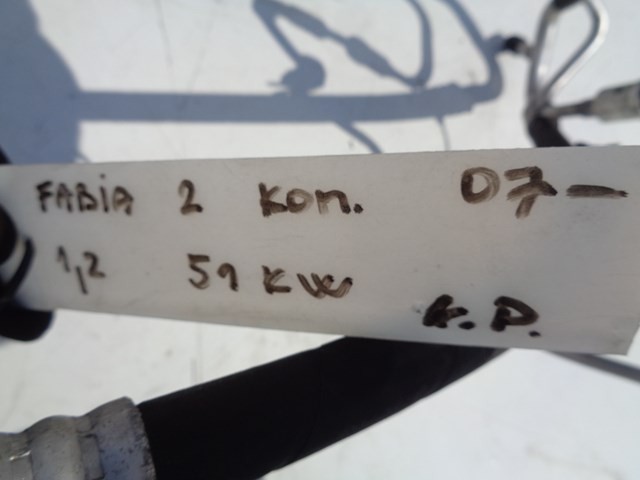 FABiA 2 Kom. 07-
1,2 51 KW
K.P.